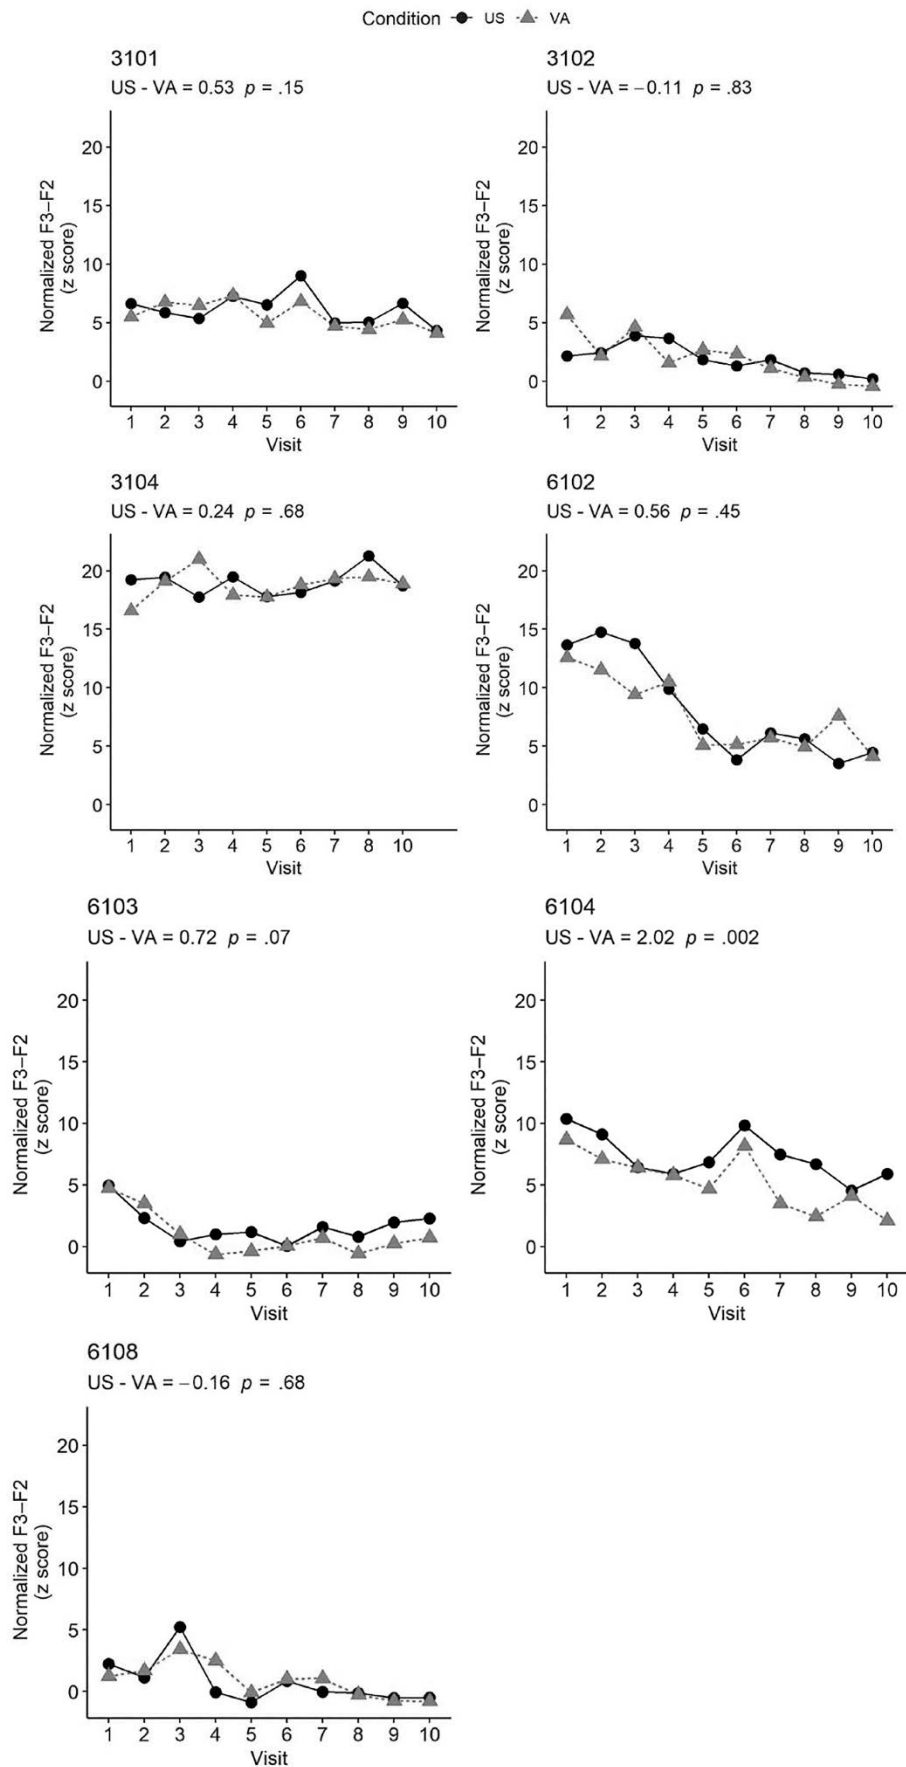 Condition US VA
3101
US - VA = 0.53 p = .15
Normalized F3–F2
(z score)
20
15
10
5
0
1 2 3 4 5 6 7 8 9 10
Visit
3102
US - VA = −0.11 p = .83
Normalized F3–F2
(z score)
20
15
10
5
0
1 2 3 4 5 6 7 8 9 10
Visit
3104
US - VA = 0.24 p = .68
Normalized F3–F2
(z score)
20
15
10
5
0
1 2 3 4 5 6 7 8 10
Visit
6102
US - VA = 0.56 p = .45
Normalized F3–F2
(z score)
20
15
10
5
0
1 2 3 4 5 6 7 8 9 10
Visit
6103
US - VA = 0.72 p = .07
Normalized F3–F2
(z score)
20
15
10
5
0
1 2 3 4 5 6 7 8 9 10
Visit
6104
US - VA = 2.02 p = .002
Normalized F3–F2
(z score)
20
15
10
5
0
1 2 3 4 5 6 7 8 9 10
Visit
6108
US - VA = −0.16 p = .68
Normalized F3–F2
(z score)
20
15
10
5
0
1 2 3 4 5 6 7 8 9 10
Visit